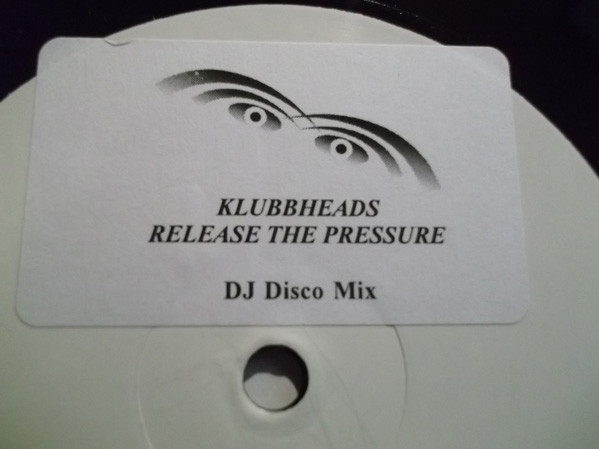 KLUBBHEADS
RELEASE THE PRESSURE
DJ Disco Mix